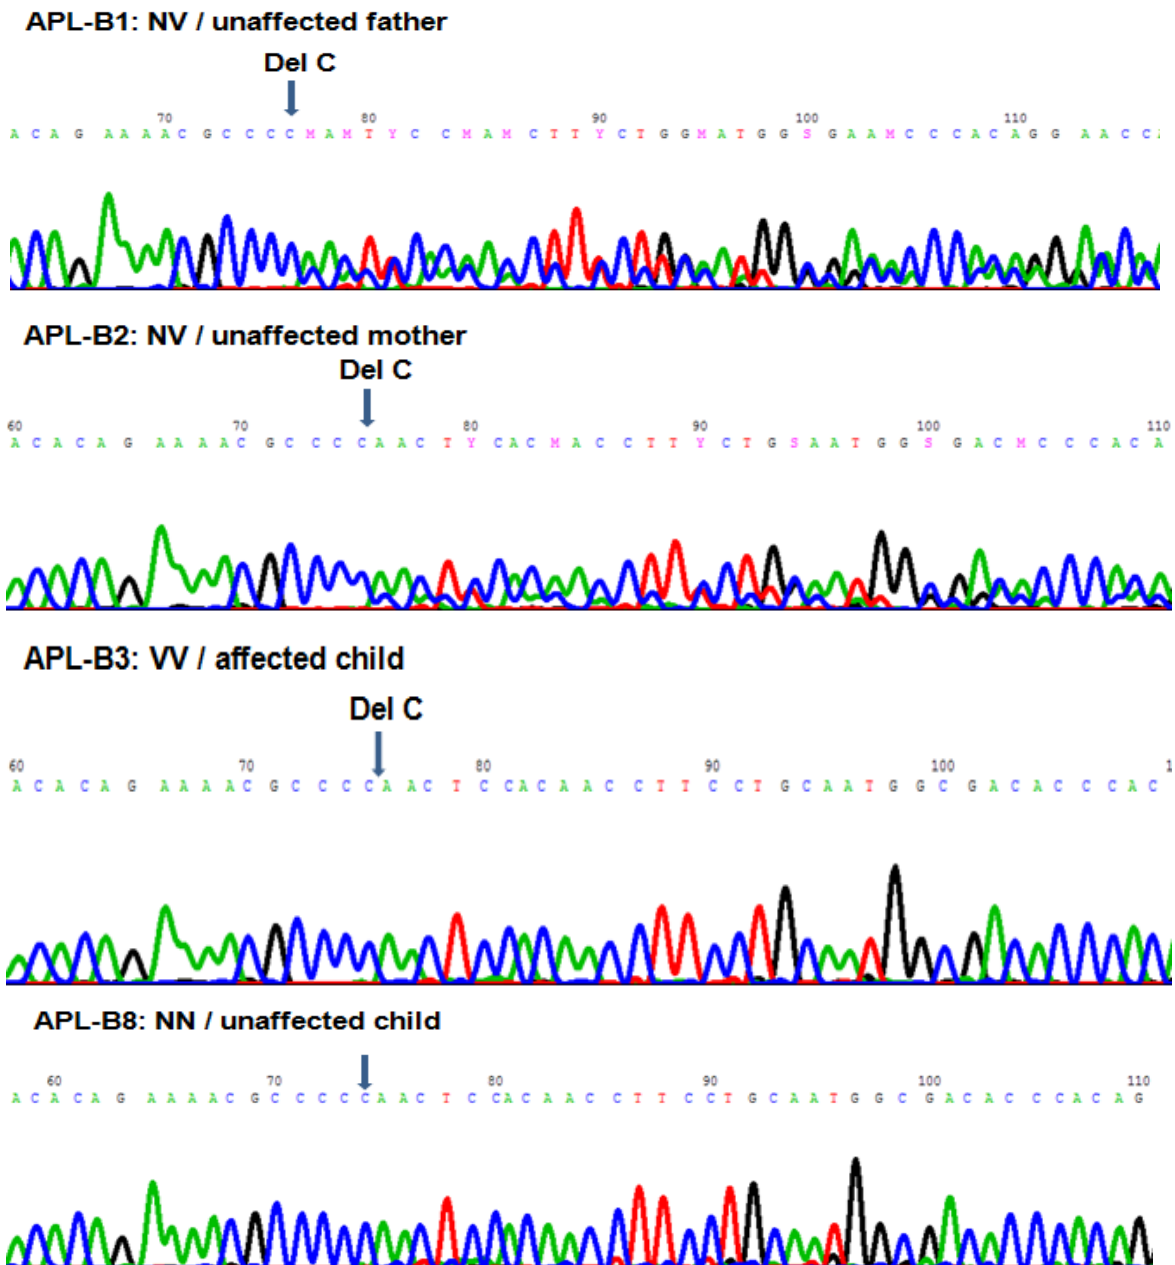 APL-B1: NV / unaffected father
Del C
70 80 90 100 110
A C A G A A A A C G C C C C M A M T Y C C M A M C T T Y C T G G M A T G G S G A A M C C C A C A G G A A C C A
APL-B2: NV / unaffected mother
Del C
60 70 80 90 100 110
A C A C A G A A A A C G C C C C A A C T Y C A C M A C C T T Y C T G S A A T G G S G A C M C C C A C A
APL-B3: VV / affected child
Del C
60 70 80 90 100 1
A C A C A G A A A A C G C C C C A A C T C C A C A A C C T T C C T G C A A T G G C G A C A C C C A C
APL-B8: NN / unaffected child
60 70 80 90 100 110
A C A C A G A A A A C G C C C C C A A C T C C A C A A C C T T C C T G C A A T G G C G A C A C C C A C A G